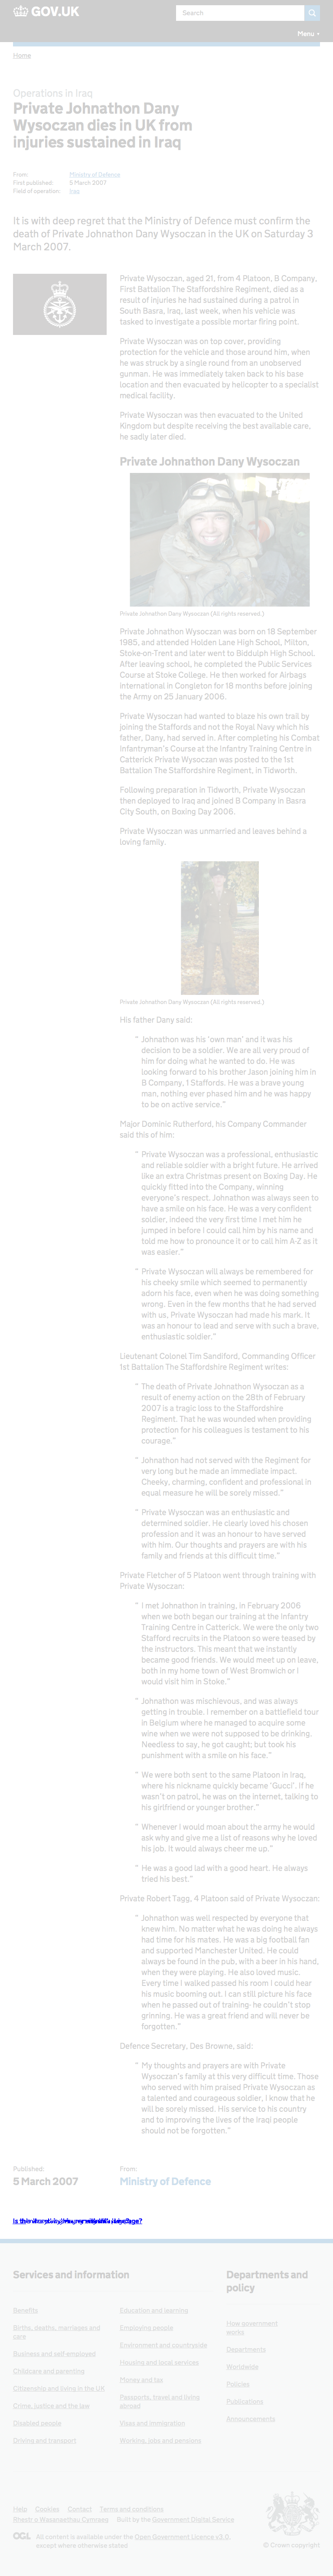 GOV.UK
Search
Menu
Home
Operations in Iraq
Private Johnathon Dany
Wysoczan dies in UK from
injuries sustained in Iraq
From: Ministry of Defence
First published: 5 March 2007
Field of operation: Iraq
It is with deep regret that the Ministry of Defence must confirm the
death of Private Johnathon Dany Wysoczan in the UK on Saturday 3
March 2007.
Private Wysoczan, aged 21, from 4 Platoon, B Company,
First Battalion The Staffordshire Regiment, died as a
result of injuries he had sustained during a patrol in
South Basra, Iraq, last week, when his vehicle was
tasked to investigate a possible mortar firing point.
Private Wysoczan was on top cover, providing
protection for the vehicle and those around him, when
he was struck by a single round from an unobserved
gunman. He was immediately taken back to his base
location and then evacuated by helicopter to a specialist
medical facility.
Private Wysoczan was then evacuated to the United
Kingdom but despite receiving the best available care,
he sadly later died.
Private Johnathon Dany Wysoczan
Private Johnathon Dany Wysoczan [All rights reserved.]
Private Johnathon Wysoczan was born on 18 September
1985, and attended Holden Lane High School, Milton,
Stoke-on-Trent and later went to Biddulph High School.
After leaving school, he completed the Public Services
Course at Stoke College. He then worked for Airbags
International in Congleton for 18 months before joining
the Army on 25 January 2006.
Private Wysoczan had wanted to blaze his own trail by
joining the Staffords and not the Royal Navy which his
father, Dany, had served in. After completing his Combat
Infantryman's Course at the Infantry Training Centre in
Catterick Private Wysoczan was posted to the 1st
Battalion The Staffordshire Regiment, in Tidworth.
Following preparation in Tidworth, Private Wysoczan
then deployed to Iraq and joined B Company in Basra
City South, on Boxing Day 2006.
Private Wysoczan was unmarried and leaves behind a
loving family.
Private Johnathon Dany Wysoczan [All rights reserved.]
His father Dany said:
"Johnathon was his 'own man' and it was his
decision to be a soldier. We are all very proud of
him for doing what he wanted to do. He was
looking forward to his brother Jason joining him in
B Company, 1 Staffords. He was a brave young
man, nothing ever phased him and he was happy
to be on active service."
Major Dominic Rutherford, his Company Commander
said this of him:
"Private Wysoczan was a professional, enthusiastic
and reliable soldier with a bright future. He arrived
like an extra Christmas present on Boxing Day. He
quickly fitted into the Company, winning
everyone's respect. Johnathon was always seen to
have a smile on his face. He was a very confident
soldier, indeed the very first time I met him he
jumped in before I could call him by his name and
told me how to pronounce it or to call him A-Z as it
was easier."
"Private Wysoczan will always be remembered for
his cheeky smile which seemed to permanently
adorn his face, even when he was doing something
wrong. Even in the few months that he had served
with us, Private Wysoczan had made his mark. It
was an honour to lead and serve with such a brave,
enthusiastic soldier."
Lieutenant Colonel Tim Sandiford, Commanding Officer
1st Battalion The Staffordshire Regiment writes:
"The death of Private Johnathon Wysoczan as a
result of enemy action on the 28th of February
2007 is a tragic loss to the Staffordshire
Regiment. That he was wounded when providing
protection for his colleagues is testament to his
courage."
"Johnathon had not served with the Regiment for
very long but he made an immediate impact.
Cheeky, charming, confident and professional in
equal measure he will be sorely missed."
"Private Wysoczan was an enthusiastic and
determined soldier. He clearly loved his chosen
profession and it was an honour to have served
with him. Our thoughts and prayers are with his
family and friends at this difficult time."
Private Fletcher of 5 Platoon went through training with
Private Wysoczan:
"I met Johnathon in training, in February 2006
when we both began our training at the Infantry
Training Centre in Catterick. We were the only two
Stafford recruits in the Platoon so were teased by
the instructors. This meant that we instantly
became good friends. We would meet up on leave,
both in my home town of West Bromwich or I
would visit him in Stoke."
"Johnathon was mischievous, and was always
getting in trouble. I remember on a battlefield tour
in Belgium where he managed to acquire some
wine when we were not supposed to be drinking.
Needless to say, he got caught; but took his
punishment with a smile on his face."
"We were both sent to the same Platoon in Iraq,
where his nickname quickly became 'Gucci'. If he
wasn't on patrol, he was on the internet, talking to
his girlfriend or younger brother."
"Whenever I would moan about the army he would
ask why and give me a list of reasons why he loved
his job. It would always cheer me up."
"He was a good lad with a good heart. He always
tried his best."
Private Robert Tagg, 4 Platoon said of Private Wysoczan:
"Johnathon was well respected by everyone that
knew him. No matter what he was doing he always
had time for his mates. He was a big football fan
and supported Manchester United. He could
always be found in the pub, with a beer in his hand,
when they were playing. He also loved music.
Every time I walked passed his room I could hear
his music booming out. I can still picture his face
when he passed out of training- he couldn't stop
grinning. He was a great friend and will never be
forgotten."
Defence Secretary, Des Browne, said:
"My thoughts and prayers are with Private
Wysoczan's family at this very difficult time. Those
who served with him praised Private Wysoczan as
a talented and courageous soldier, I know that he
will be sorely missed. His service to his country
and to improving the lives of the Iraqi people
should not be forgotten."
Published:
5 March 2007
From:
Ministry of Defence
Services and information
Departments and
policy
Benefits
Births, deaths, marriages and
care
Business and self-employed
Childcare and parenting
Citizenship and living in the UK
Crime, justice and the law
Disabled people
Driving and transport
Education and learning
Employing people
Environment and countryside
Housing and local services
Money and tax
Passports, travel and living
abroad
Visas and immigration
Working, jobs and pensions
How government
works
Departments
Worldwide
Policies
Publications
Announcements
Help Cookies Contact Terms and conditions
Rhestr o Wasanaethau Cymraeg Built by the Government Digital Service
OGL All content is available under the Open Government Licence v3.0,
except where otherwise stated
© Crown copyright